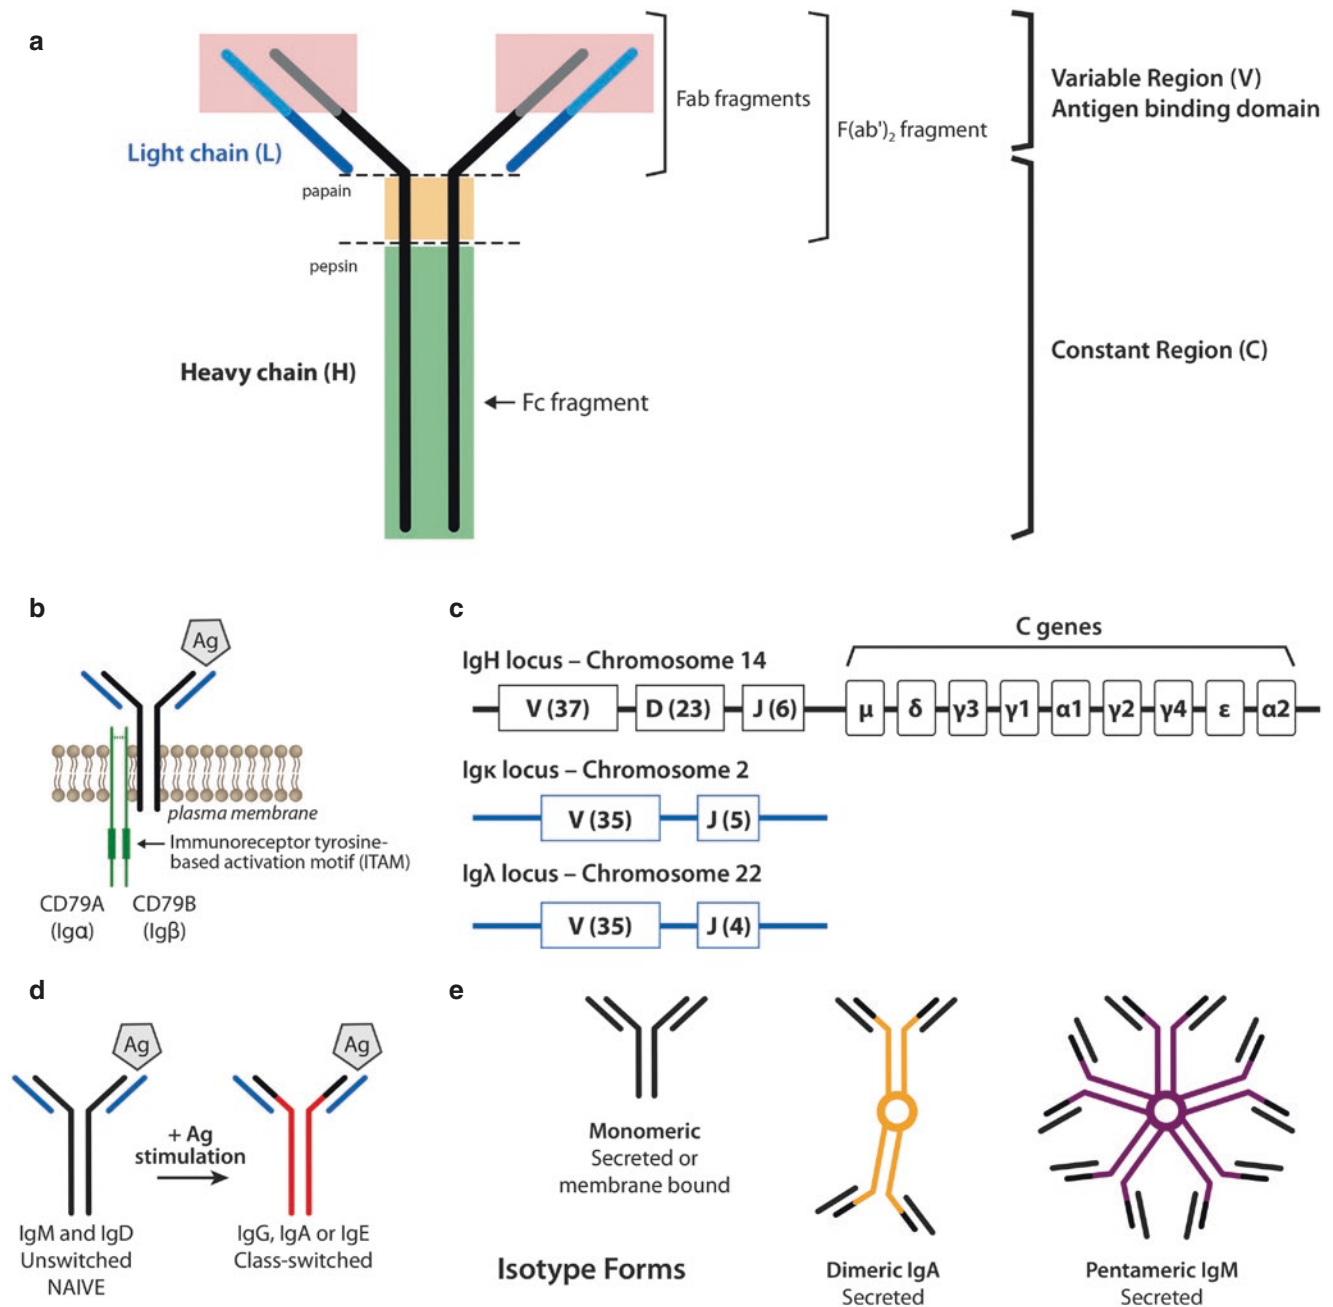 a
Fab fragments
F(ab')₂ fragment
Variable Region (V)
Antigen binding domain
Light chain (L)
papain
pepsin
Heavy chain (H)
Fc fragment
Constant Region (C)
b
Ag
plasma membrane
Immunoreceptor tyrosine-
based activation motif (ITAM)
CD79A
(Igα)
CD79B
(Igβ)
c
C genes
IgH locus – Chromosome 14
V (37) D (23) J (6) μ δ γ3 γ1 α1 γ2 γ4 ε α2
Igκ locus – Chromosome 2
V (35) J (5)
Igλ locus – Chromosome 22
V (35) J (4)
d
Ag
Ag
+ Ag
stimulation
IgM and IgD
Unswitched
NAIVE
IgG, IgA or IgE
Class-switched
e
Monomeric
Secreted or
membrane bound
Isotype Forms
Dimeric IgA
Secreted
Pentameric IgM
Secreted